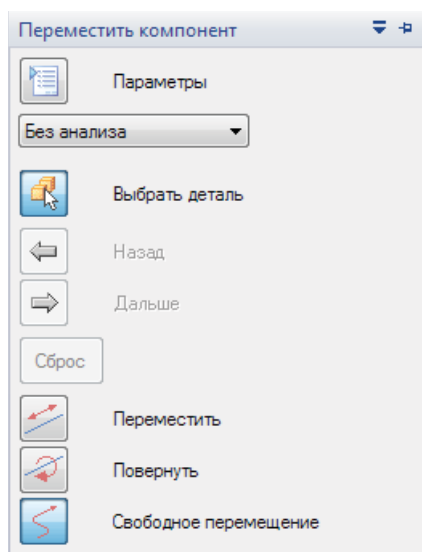 Переместить компонент
Параметры
Без анализа
Выбрать деталь
Назад
Дальше
Сброс
Переместить
Повернуть
Свободное перемещение